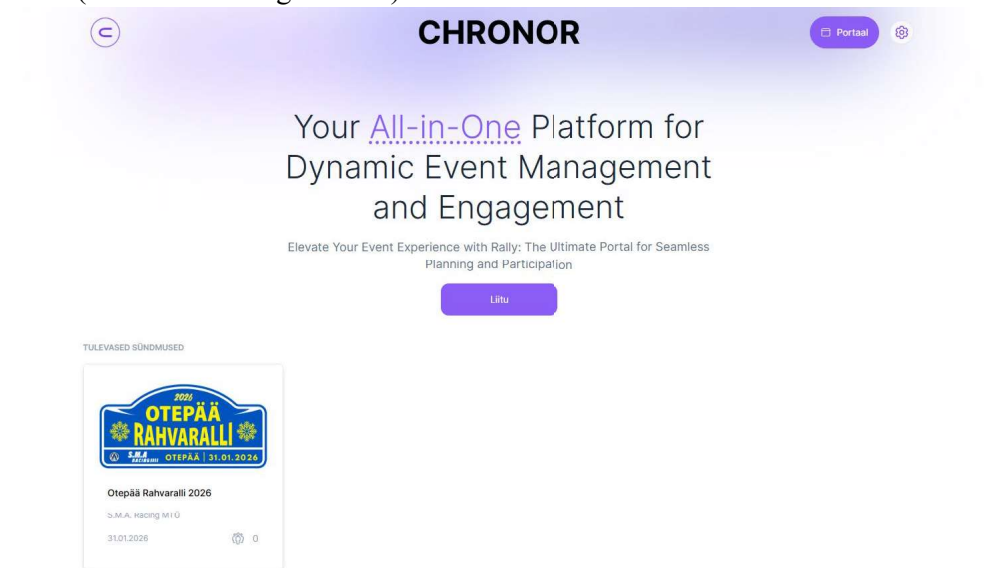 CHRONOR
Portaal
Your All-in-One Platform for
Dynamic Event Management
and Engagement
Elevate Your Event Experience with Rally: The Ultimate Portal for Seamless
Planning and Participation
Liitu
TULEVASED SÜNDMUSED
2026
OTEPÄÄ
RAHVARALLI
S.M.A. RACING OTEPÄÄ | 31.01.2026
Otepää Rahvaralli 2026
S.M.A. Racing MTÜ
31.01.2026 0